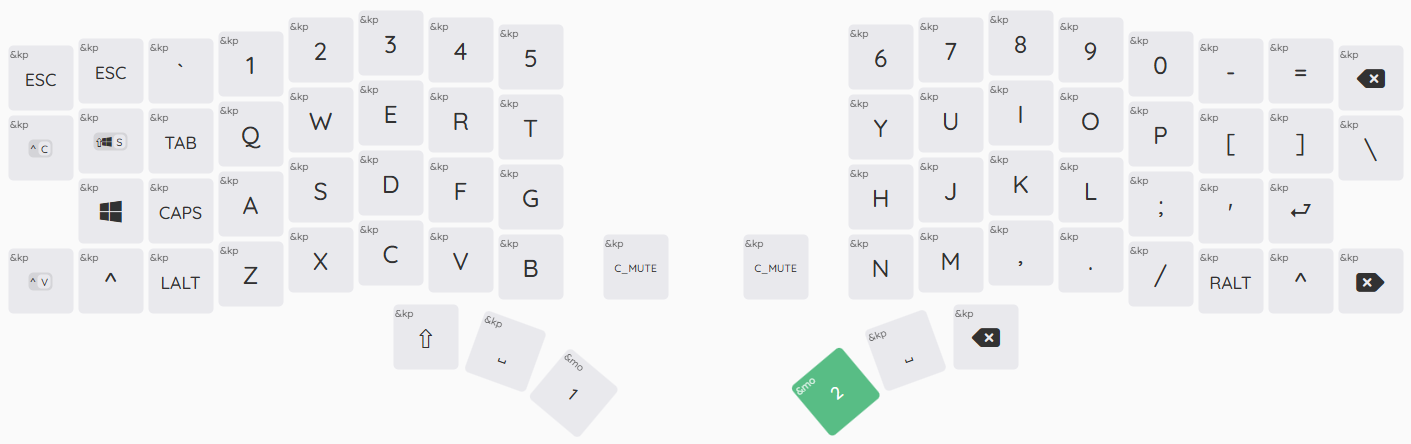 &kp &kp &kp &kp &kp &kp &kp &kp &kp &kp &kp &kp &kp &kp &kp &kp
ESC ESC ` 1 2 3 4 5 6 7 8 9 0 - =
&kp &kp &kp &kp &kp &kp &kp &kp &kp &kp &kp &kp &kp &kp &kp &kp
^ C ⇧ S TAB Q W E R T Y U I O P [ ] \
&kp &kp &kp &kp &kp &kp &kp &kp &kp &kp &kp &kp &kp &kp
CAPS A S D F G H J K L ; ' ⏎
&kp &kp &kp &kp &kp &kp &kp &kp &kp &kp &kp &kp &kp &kp &kp &kp &kp &kp
^ V ^ LALT Z X C V B C_MUTE C_MUTE N M , . / RALT ^
&kp &kp &mo &mo &kp &kp
⇧ ␣ 1 2 ␣